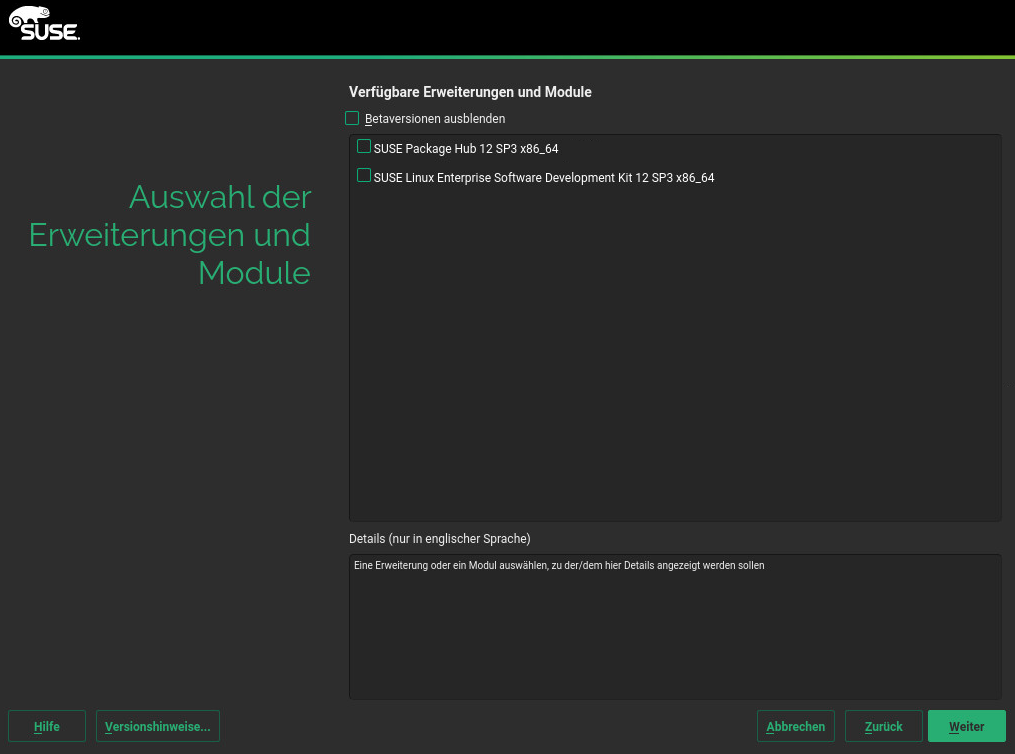 SUSE.
Verfügbare Erweiterungen und Module
Betaversionen ausblenden
SUSE Package Hub 12 SP3 x86_64
SUSE Linux Enterprise Software Development Kit 12 SP3 x86_64
Auswahl der
Erweiterungen und
Module
Details (nur in englischer Sprache)
Eine Erweiterung oder ein Modul auswählen, zu der/dem hier Details angezeigt werden sollen
Hilfe
Versionshinweise...
Abbrechen
Zurück
Weiter